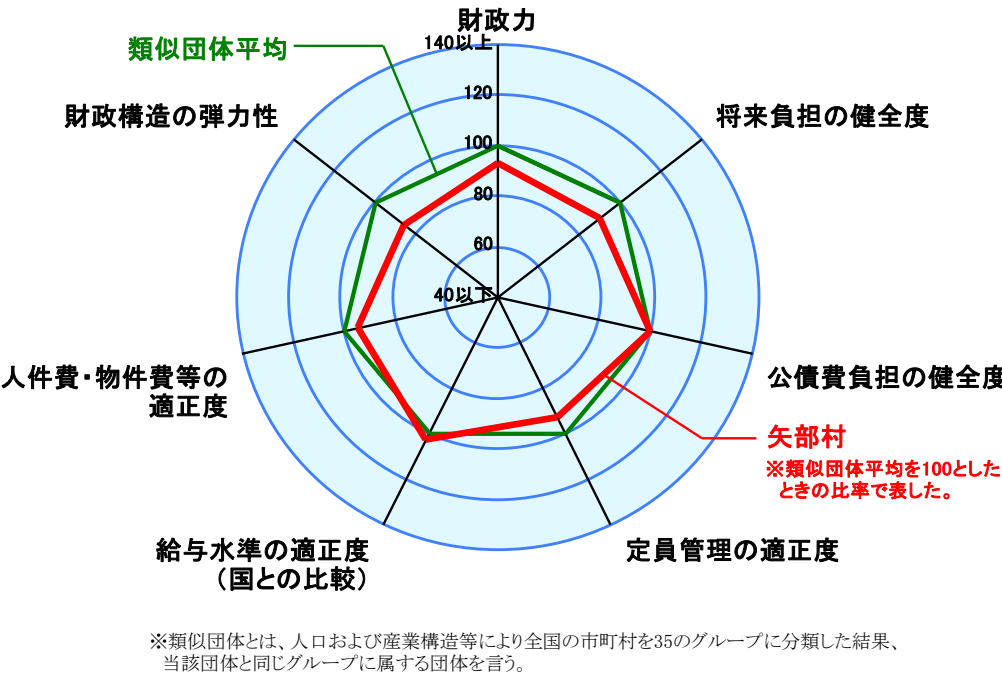 財政力
140以上
類似団体平均
120
財政構造の弾力性
将来負担の健全度
100
80
60
40以下
人件費・物件費等の
適正度
公債費負担の健全度
矢部村
※類似団体平均を100とした
ときの比率で表した。
給与水準の適正度
（国との比較）
定員管理の適正度
※類似団体とは、人口および産業構造等により全国の市町村を35のグループに分類した結果、
当該団体と同じグループに属する団体を言う。